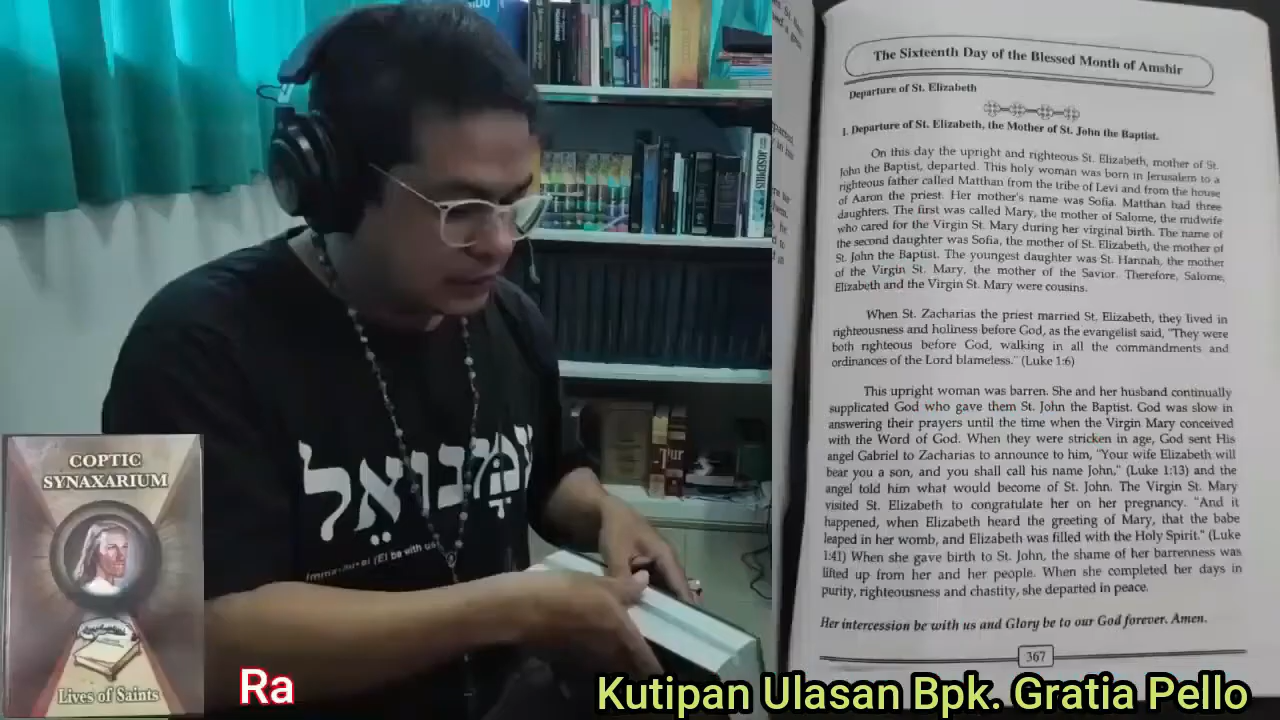 The Sixteenth Day of the Blessed Month of Amshir
Departure of St. Elizabeth
1. Departure of St. Elizabeth, the Mother of St. John the Baptist.
On this day the upright and righteous St. Elizabeth, mother of St.
John the Baptist, departed. This holy woman was born in Jerusalem to a
righteous father called Matthan from the tribe of Levi and from the house
of Aaron the priest. Her mother's name was Sofia. Matthan had three
daughters. The first was called Mary, the mother of Salome, the midwife
who cared for the Virgin St. Mary during her virginal birth. The name of
the second daughter was Sofia, the mother of St. Elizabeth, the mother of
St. John the Baptist. The youngest daughter was St. Hannah, the mother
of the Virgin St. Mary, the mother of the Savior. Therefore, Salome,
Elizabeth and the Virgin St. Mary were cousins.
When St. Zacharias the priest married St. Elizabeth, they lived in
righteousness and holiness before God, as the evangelist said, "They were
both righteous before God, walking in all the commandments and
ordinances of the Lord blameless." (Luke 1:6)
This upright woman was barren. She and her husband continually
supplicated God who gave them St. John the Baptist. God was slow in
answering their prayers until the time when the Virgin Mary conceived
with the Word of God. When they were stricken in age, God sent His
angel Gabriel to Zacharias to announce to him, "Your wife Elizabeth will
bear you a son, and you shall call his name John," (Luke 1:13) and the
angel told him what would become of St. John. The Virgin St. Mary
visited St. Elizabeth to congratulate her on her pregnancy. "And it
happened, when Elizabeth heard the greeting of Mary, that the babe
leaped in her womb, and Elizabeth was filled with the Holy Spirit." (Luke
1:41) When she gave birth to St. John, the shame of her barrenness was
lifted up from her and her people. When she completed her days in
purity, righteousness and chastity, she departed in peace.
Her intercession be with us and Glory be to our God forever. Amen.
367
JOSEPHUS
עִמָּנוּאֵל
(El be with us)
COPTIC
SYNAXARIUM
Lives of Saints
Ra
Kutipan Ulasan Bpk. Gratia Pello